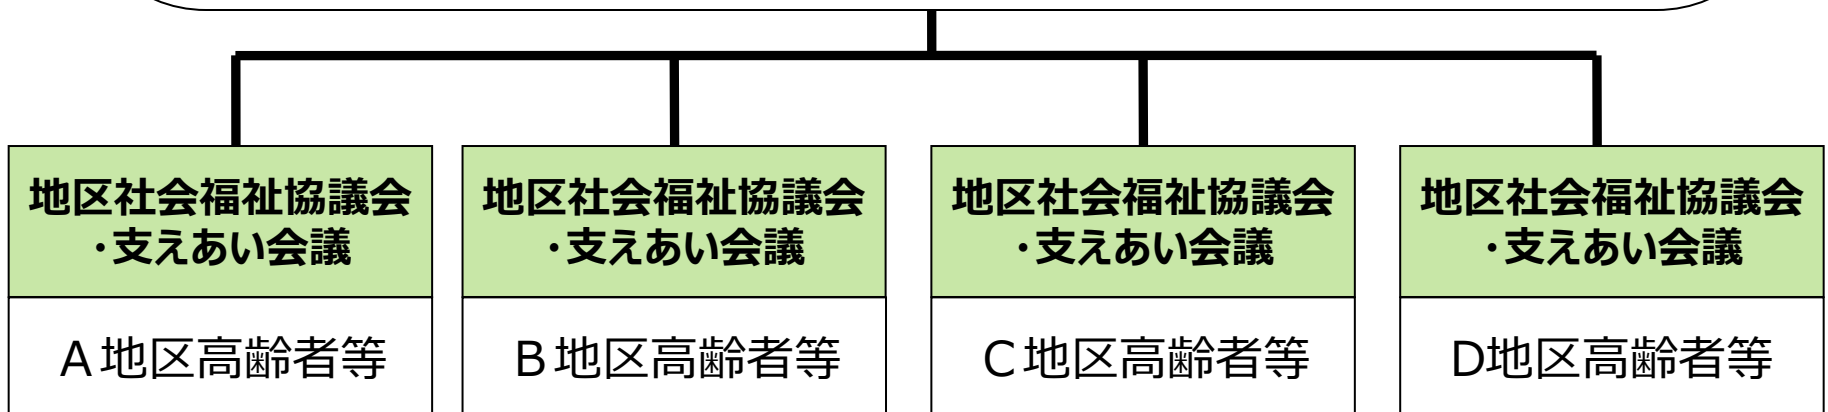 地区社会福祉協議会
・支えあい会議
A地区高齢者等
地区社会福祉協議会
・支えあい会議
B地区高齢者等
地区社会福祉協議会
・支えあい会議
C地区高齢者等
地区社会福祉協議会
・支えあい会議
D地区高齢者等